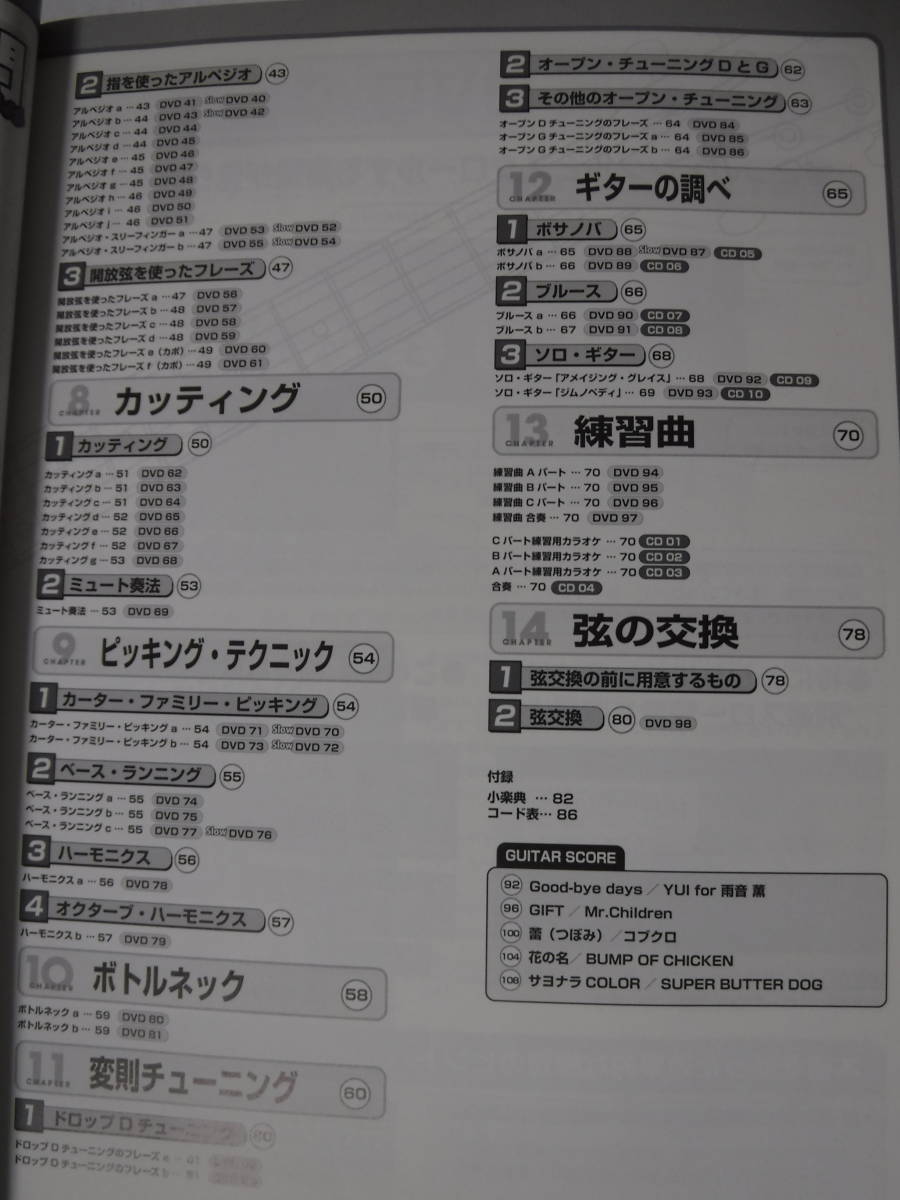 門
2 指を使ったアルペジオ 43
アルペジオ a … 43 DVD 41 Slow DVD 40
アルペジオ b … 44 DVD 43 Slow DVD 42
アルペジオ c … 44 DVD 44
アルペジオ d … 44 DVD 45
アルペジオ e … 45 DVD 46
アルペジオ f … 45 DVD 47
アルペジオ g … 45 DVD 48
アルペジオ h … 46 DVD 49
アルペジオ i … 46 DVD 50
アルペジオ j … 46 DVD 51
アルペジオ・スリーフィンガー a … 47 DVD 53 Slow DVD 52
アルペジオ・スリーフィンガー b … 47 DVD 55 Slow DVD 54
3 開放弦を使ったフレーズ 47
開放弦を使ったフレーズ a …47 DVD 56
開放弦を使ったフレーズ b …48 DVD 57
開放弦を使ったフレーズ c …48 DVD 58
開放弦を使ったフレーズ d …48 DVD 59
開放弦を使ったフレーズ e（カポ）…49 DVD 60
開放弦を使ったフレーズ f（カポ）…49 DVD 61
8 CHAPTER カッティング 50
1 カッティング 50
カッティング a … 51 DVD 62
カッティング b … 51 DVD 63
カッティング c … 51 DVD 64
カッティング d … 52 DVD 65
カッティング e … 52 DVD 66
カッティング f … 52 DVD 67
カッティング g … 53 DVD 68
2 ミュート奏法 53
ミュート奏法 … 53 DVD 69
9 CHAPTER ピッキング・テクニック 54
1 カーター・ファミリー・ピッキング 54
カーター・ファミリー・ピッキング a … 54 DVD 71 Slow DVD 70
カーター・ファミリー・ピッキング b … 54 DVD 73 Slow DVD 72
2 ベース・ランニング 55
ベース・ランニング a … 55 DVD 74
ベース・ランニング b … 55 DVD 75
ベース・ランニング c … 55 DVD 77 Slow DVD 76
3 ハーモニクス 56
ハーモニクス a … 56 DVD 78
4 オクターブ・ハーモニクス 57
ハーモニクス b … 57 DVD 79
10 CHAPTER ボトルネック 58
ボトルネック a … 59 DVD 80
ボトルネック b … 59 DVD 81
11 CHAPTER 変則チューニング 60
1 ドロップ D チューニング
ドロップ D チューニングのフレーズ a …
ドロップ D チューニングのフレーズ b …
2 オープン・チューニング D と G 62
3 その他のオープン・チューニング 63
オープン D チューニングのフレーズ … 64 DVD 84
オープン G チューニングのフレーズ a … 64 DVD 85
オープン G チューニングのフレーズ b … 64 DVD 86
12 CHAPTER ギターの調べ 65
1 ボサノバ 65
ボサノバ a … 65 DVD 88 Slow DVD 87 CD 05
ボサノバ b … 66 DVD 89 CD 06
2 ブルース 66
ブルース a … 66 DVD 90 CD 07
ブルース b … 67 DVD 91 CD 08
3 ソロ・ギター 68
ソロ・ギター「アメイジング・グレイス」… 68 DVD 92 CD 09
ソロ・ギター「ジムノペディ」… 69 DVD 93 CD 10
13 CHAPTER 練習曲 70
練習曲 A パート … 70 DVD 94
練習曲 B パート … 70 DVD 95
練習曲 C パート … 70 DVD 96
練習曲 合奏 … 70 DVD 97
C パート練習用カラオケ … 70 CD 01
B パート練習用カラオケ … 70 CD 02
A パート練習用カラオケ … 70 CD 03
合奏 … 70 CD 04
14 CHAPTER 弦の交換 78
1 弦交換の前に用意するもの 78
2 弦交換 80 DVD 98
付録
小楽典 … 82
コード表… 86
GUITAR SCORE
92 Good-bye days ／ YUI for 雨音 薫
96 GIFT ／ Mr.Children
100 蕾（つぼみ）／コブクロ
104 花の名／ BUMP OF CHICKEN
108 サヨナラ COLOR ／ SUPER BUTTER DOG